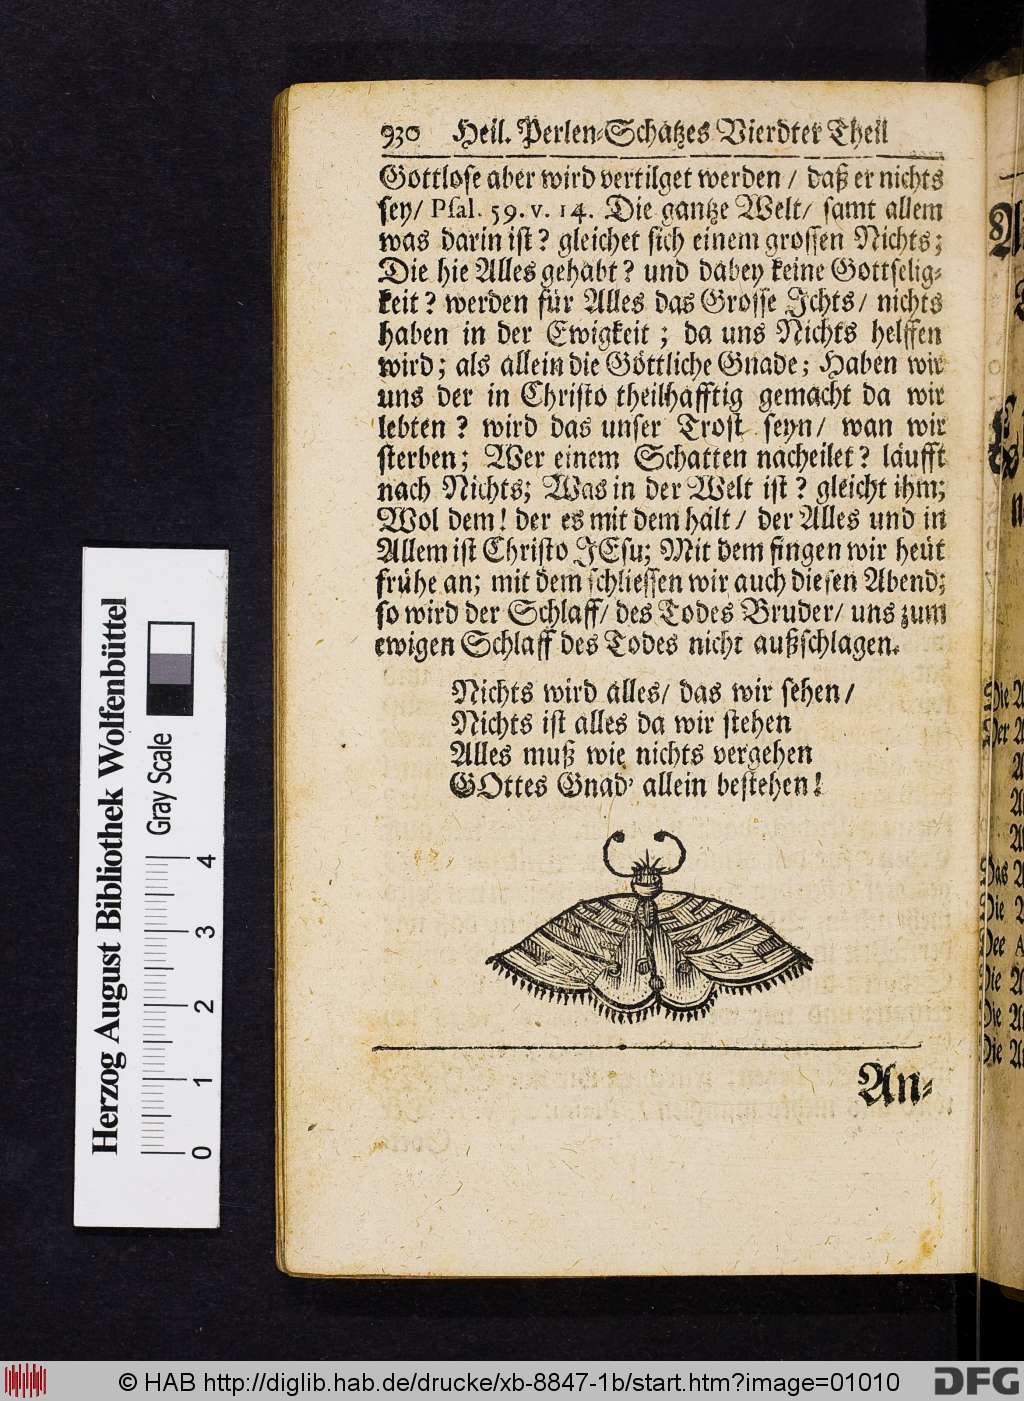 930 Heil. Perlen-Schatzes Vierdter Theil
Gottlose aber wird vertilget werden / daß er nichts
sey/ Psal. 59. v. 14. Die gantze Welt/ samt allem
was darin ist? gleichet sich einem grossen Nichts;
Die hie Alles gehabt? und dabey keine Gottselig-
keit? werden für Alles das Grosse Ichts/ nichts
haben in der Ewigkeit; da uns Nichts helffen
wird; als allein die Göttliche Gnade; Haben wir
uns der in Christo theilhafftig gemacht da wir
lebten? wird das unser Trost seyn/ wan wir
sterben; Wer einem Schatten nacheilet? läufft
nach Nichts; Was in der Welt ist? gleicht ihm;
Wol dem! der es mit dem hält/ der Alles und in
Allem ist Christo JEsu; Mit dem fingen wir heüt
frühe an; mit dem schliessen wir auch diesen Abend;
so wird der Schlaff/ des Todes Bruder/ uns zum
ewigen Schlaff des Todes nicht außschlagen.
Nichts wird alles/ das wir sehen/
Nichts ist alles da wir stehen
Alles muß wie nichts vergehen
GOttes Gnad' allein bestehen!
An-
Herzog August Bibliothek Wolfenbüttel
Gray Scale
0 1 2 3 4
© HAB http://diglib.hab.de/drucke/xb-8847-1b/start.htm?image=01010
DFG